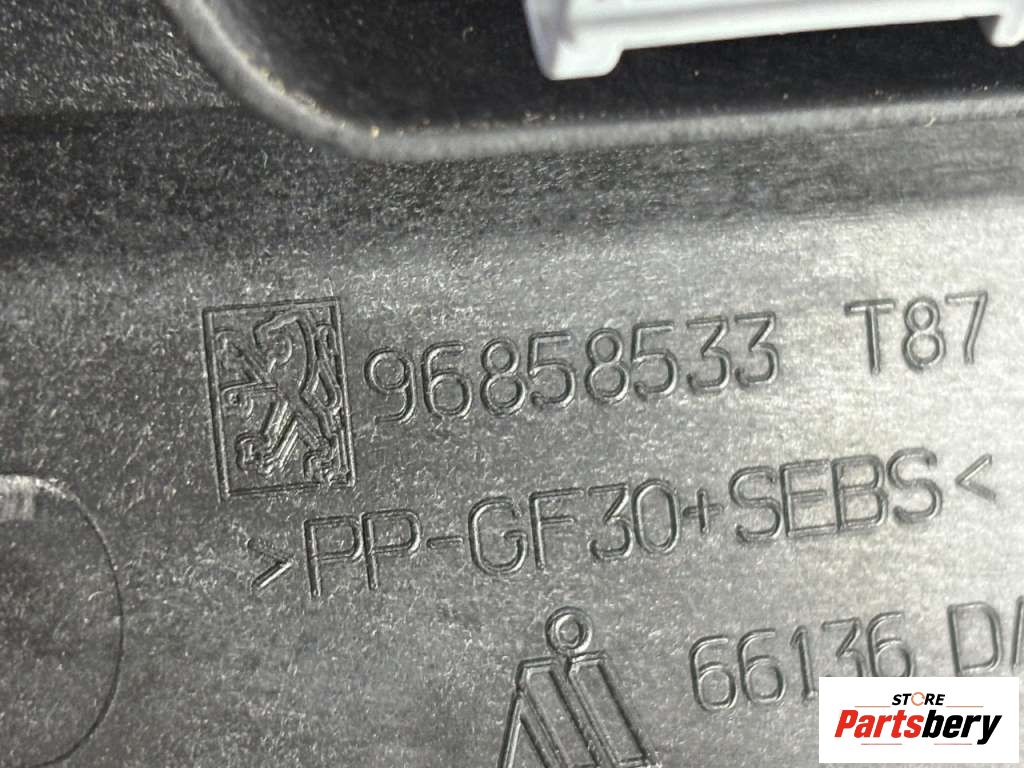 96858533 T87
>PP-GF30+SEBS<
66136
STORE
Partsbery